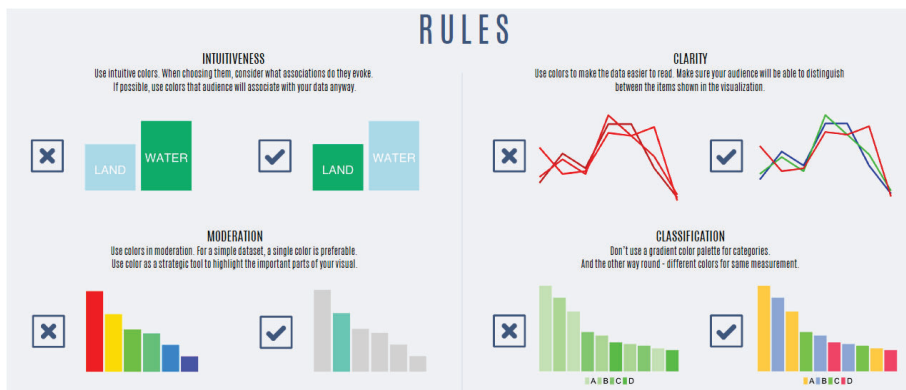 RULES
INTUITIVENESS
Use intuitive colors. When choosing them, consider what associations do they evoke.
If possible, use colors that audience will associate with your data anyway.
LAND
WATER
LAND
WATER
CLARITY
Use colors to make the data easier to read. Make sure your audience will be able to distinguish
between the items shown in the visualization.
MODERATION
Use colors in moderation. For a simple dataset, a single color is preferable.
Use color as a strategic tool to highlight the important parts of your visual.
CLASSIFICATION
Don't use a gradient color palette for categories.
And the other way round - different colors for same measurement.
A B C D
A B C D